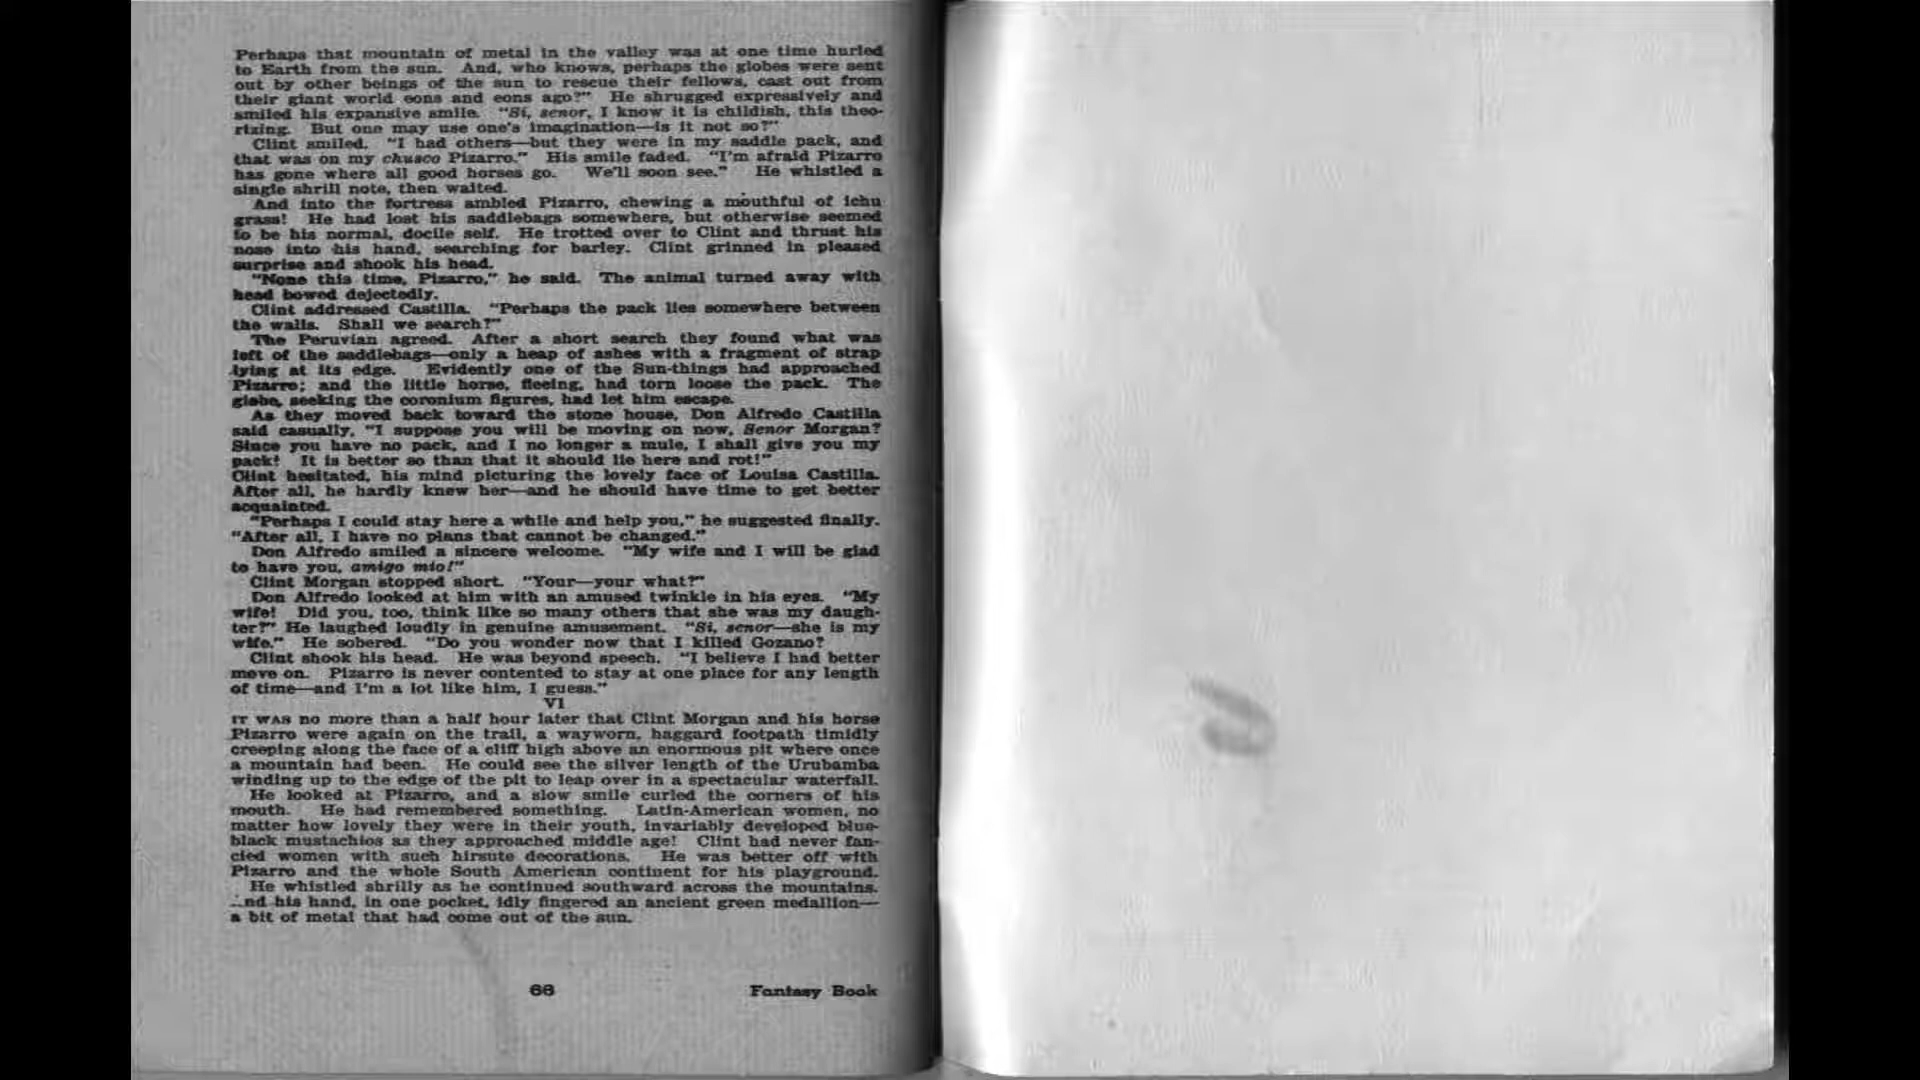 Perhaps that mountain of metal in the valley was at one time hurled
to Earth from the sun. And, who knows, perhaps the globes were sent
out by other beings of the sun to rescue their fellows, cast out from
their giant world eons and eons ago?" He shrugged expressively and
smiled his expansive smile. "Si, senor, I know it is childish, this theo-
rizing. But one may use one's imagination—is it not so?"
Clint smiled. "I had others—but they were in my saddle pack, and
that was on my chusco Pizarro." His smile faded. "I'm afraid Pizarro
has gone where all good horses go. We'll soon see." He whistled a
single shrill note, then waited.
And into the fortress ambled Pizarro, chewing a mouthful of ichu
grass! He had lost his saddlebags somewhere, but otherwise seemed
to be his normal, docile self. He trotted over to Clint and thrust his
nose into his hand, searching for barley. Clint grinned in pleased
surprise and shook his head.
"None this time, Pizarro," he said. The animal turned away with
head bowed dejectedly.
Clint addressed Castilla. "Perhaps the pack lies somewhere between
the walls. Shall we search?"
The Peruvian agreed. After a short search they found what was
left of the saddlebags—only a heap of ashes with a fragment of strap
lying at its edge. Evidently one of the Sun-things had approached
Pizarro; and the little horse, fleeing, had torn loose the pack. The
globe, seeking the coronium figures, had let him escape.
As they moved back toward the stone house, Don Alfredo Castilla
said casually, "I suppose you will be moving on now, Senor Morgan?
Since you have no pack, and I no longer a mule, I shall give you my
pack! It is better so than that it should lie here and rot!"
Clint hesitated, his mind picturing the lovely face of Louisa Castilla.
After all, he hardly knew her—and he should have time to get better
acquainted.
"Perhaps I could stay here a while and help you," he suggested finally.
"After all, I have no plans that cannot be changed."
Don Alfredo smiled a sincere welcome. "My wife and I will be glad
to have you, amigo mio!"
Clint Morgan stopped short. "Your—your what?"
Don Alfredo looked at him with an amused twinkle in his eyes. "My
wife! Did you, too, think like so many others that she was my daugh-
ter?" He laughed loudly in genuine amusement. "Si, senor—she is my
wife." He sobered. "Do you wonder now that I killed Gozano?
Clint shook his head. He was beyond speech. "I believe I had better
move on. Pizarro is never contented to stay at one place for any length
of time—and I'm a lot like him, I guess."
VI
IT WAS no more than a half hour later that Clint Morgan and his horse
Pizarro were again on the trail, a wayworn, haggard footpath timidly
creeping along the face of a cliff high above an enormous pit where once
a mountain had been. He could see the silver length of the Urubamba
winding up to the edge of the pit to leap over in a spectacular waterfall.
He looked at Pizarro, and a slow smile curled the corners of his
mouth. He had remembered something. Latin-American women, no
matter how lovely they were in their youth, invariably developed blue-
black mustachios as they approached middle age! Clint had never fan-
cied women with such hirsute decorations. He was better off with
Pizarro and the whole South American continent for his playground.
He whistled shrilly as he continued southward across the mountains.
And his hand, in one pocket, idly fingered an ancient green medallion—
a bit of metal that had come out of the sun.
66 Fantasy Book